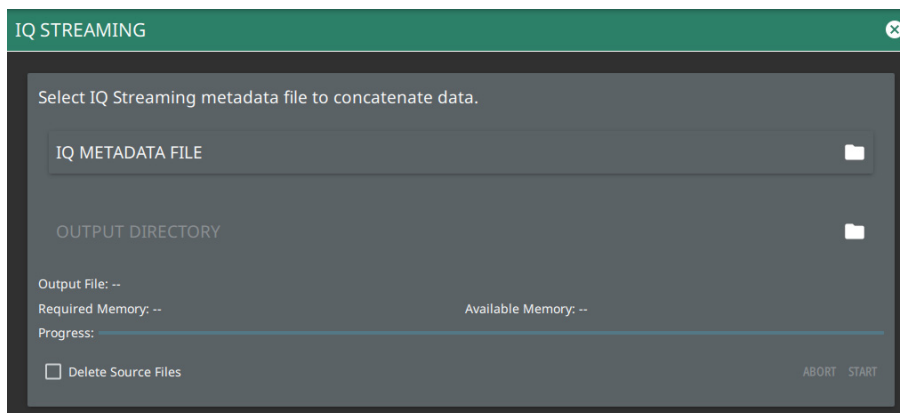 IQ STREAMING
Select IQ Streaming metadata file to concatenate data.
IQ METADATA FILE
OUTPUT DIRECTORY
Output File: --
Required Memory: -- Available Memory: --
Progress:
Delete Source Files ABORT START